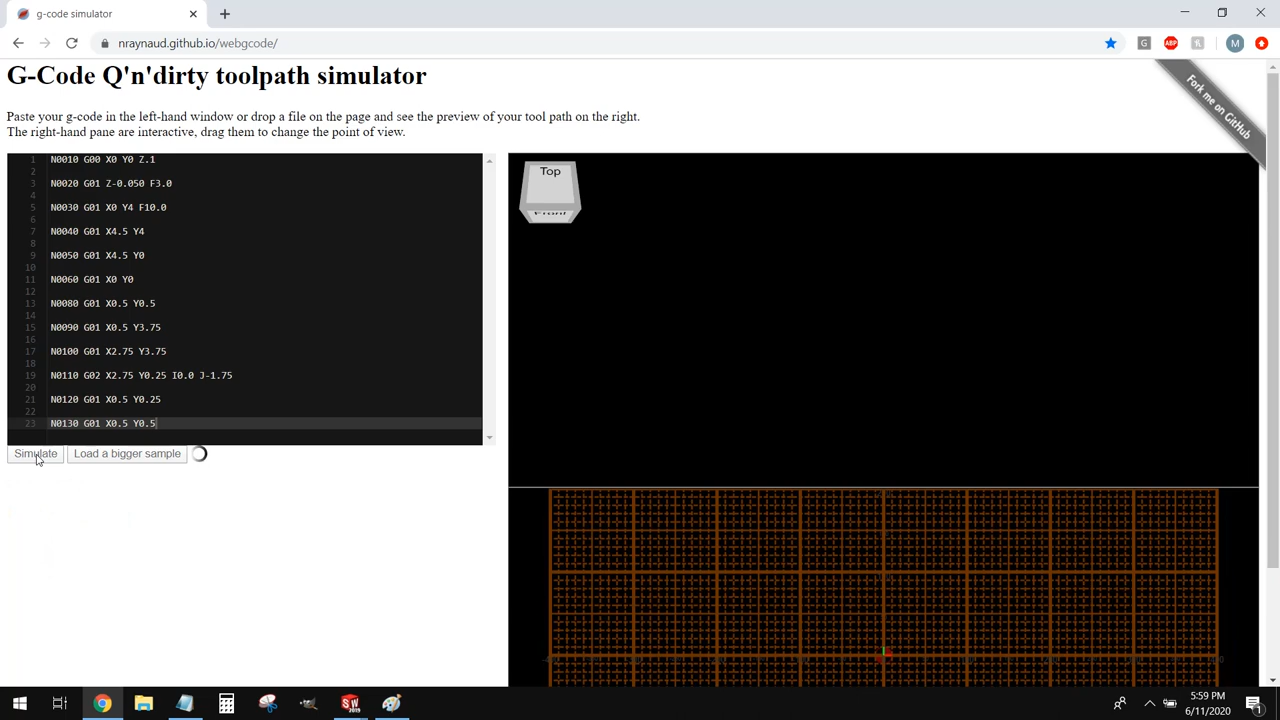 g-code simulator
nraynaud.github.io/webgcode/
G
ABP
M
G-Code Q'n'dirty toolpath simulator
Fork me on GitHub
Paste your g-code in the left-hand window or drop a file on the page and see the preview of your tool path on the right.
The right-hand pane are interactive, drag them to change the point of view.
1 N0010 G00 X0 Y0 Z.1
2
3 N0020 G01 Z-0.050 F3.0
4
5 N0030 G01 X0 Y4 F10.0
6
7 N0040 G01 X4.5 Y4
8
9 N0050 G01 X4.5 Y0
10
11 N0060 G01 X0 Y0
12
13 N0080 G01 X0.5 Y0.5
14
15 N0090 G01 X0.5 Y3.75
16
17 N0100 G01 X2.75 Y3.75
18
19 N0110 G02 X2.75 Y0.25 I0.0 J-1.75
20
21 N0120 G01 X0.5 Y0.25
22
23 N0130 G01 X0.5 Y0.5
Top
Front
Simulate
Load a bigger sample
SW
2019
5:59 PM
6/11/2020
1